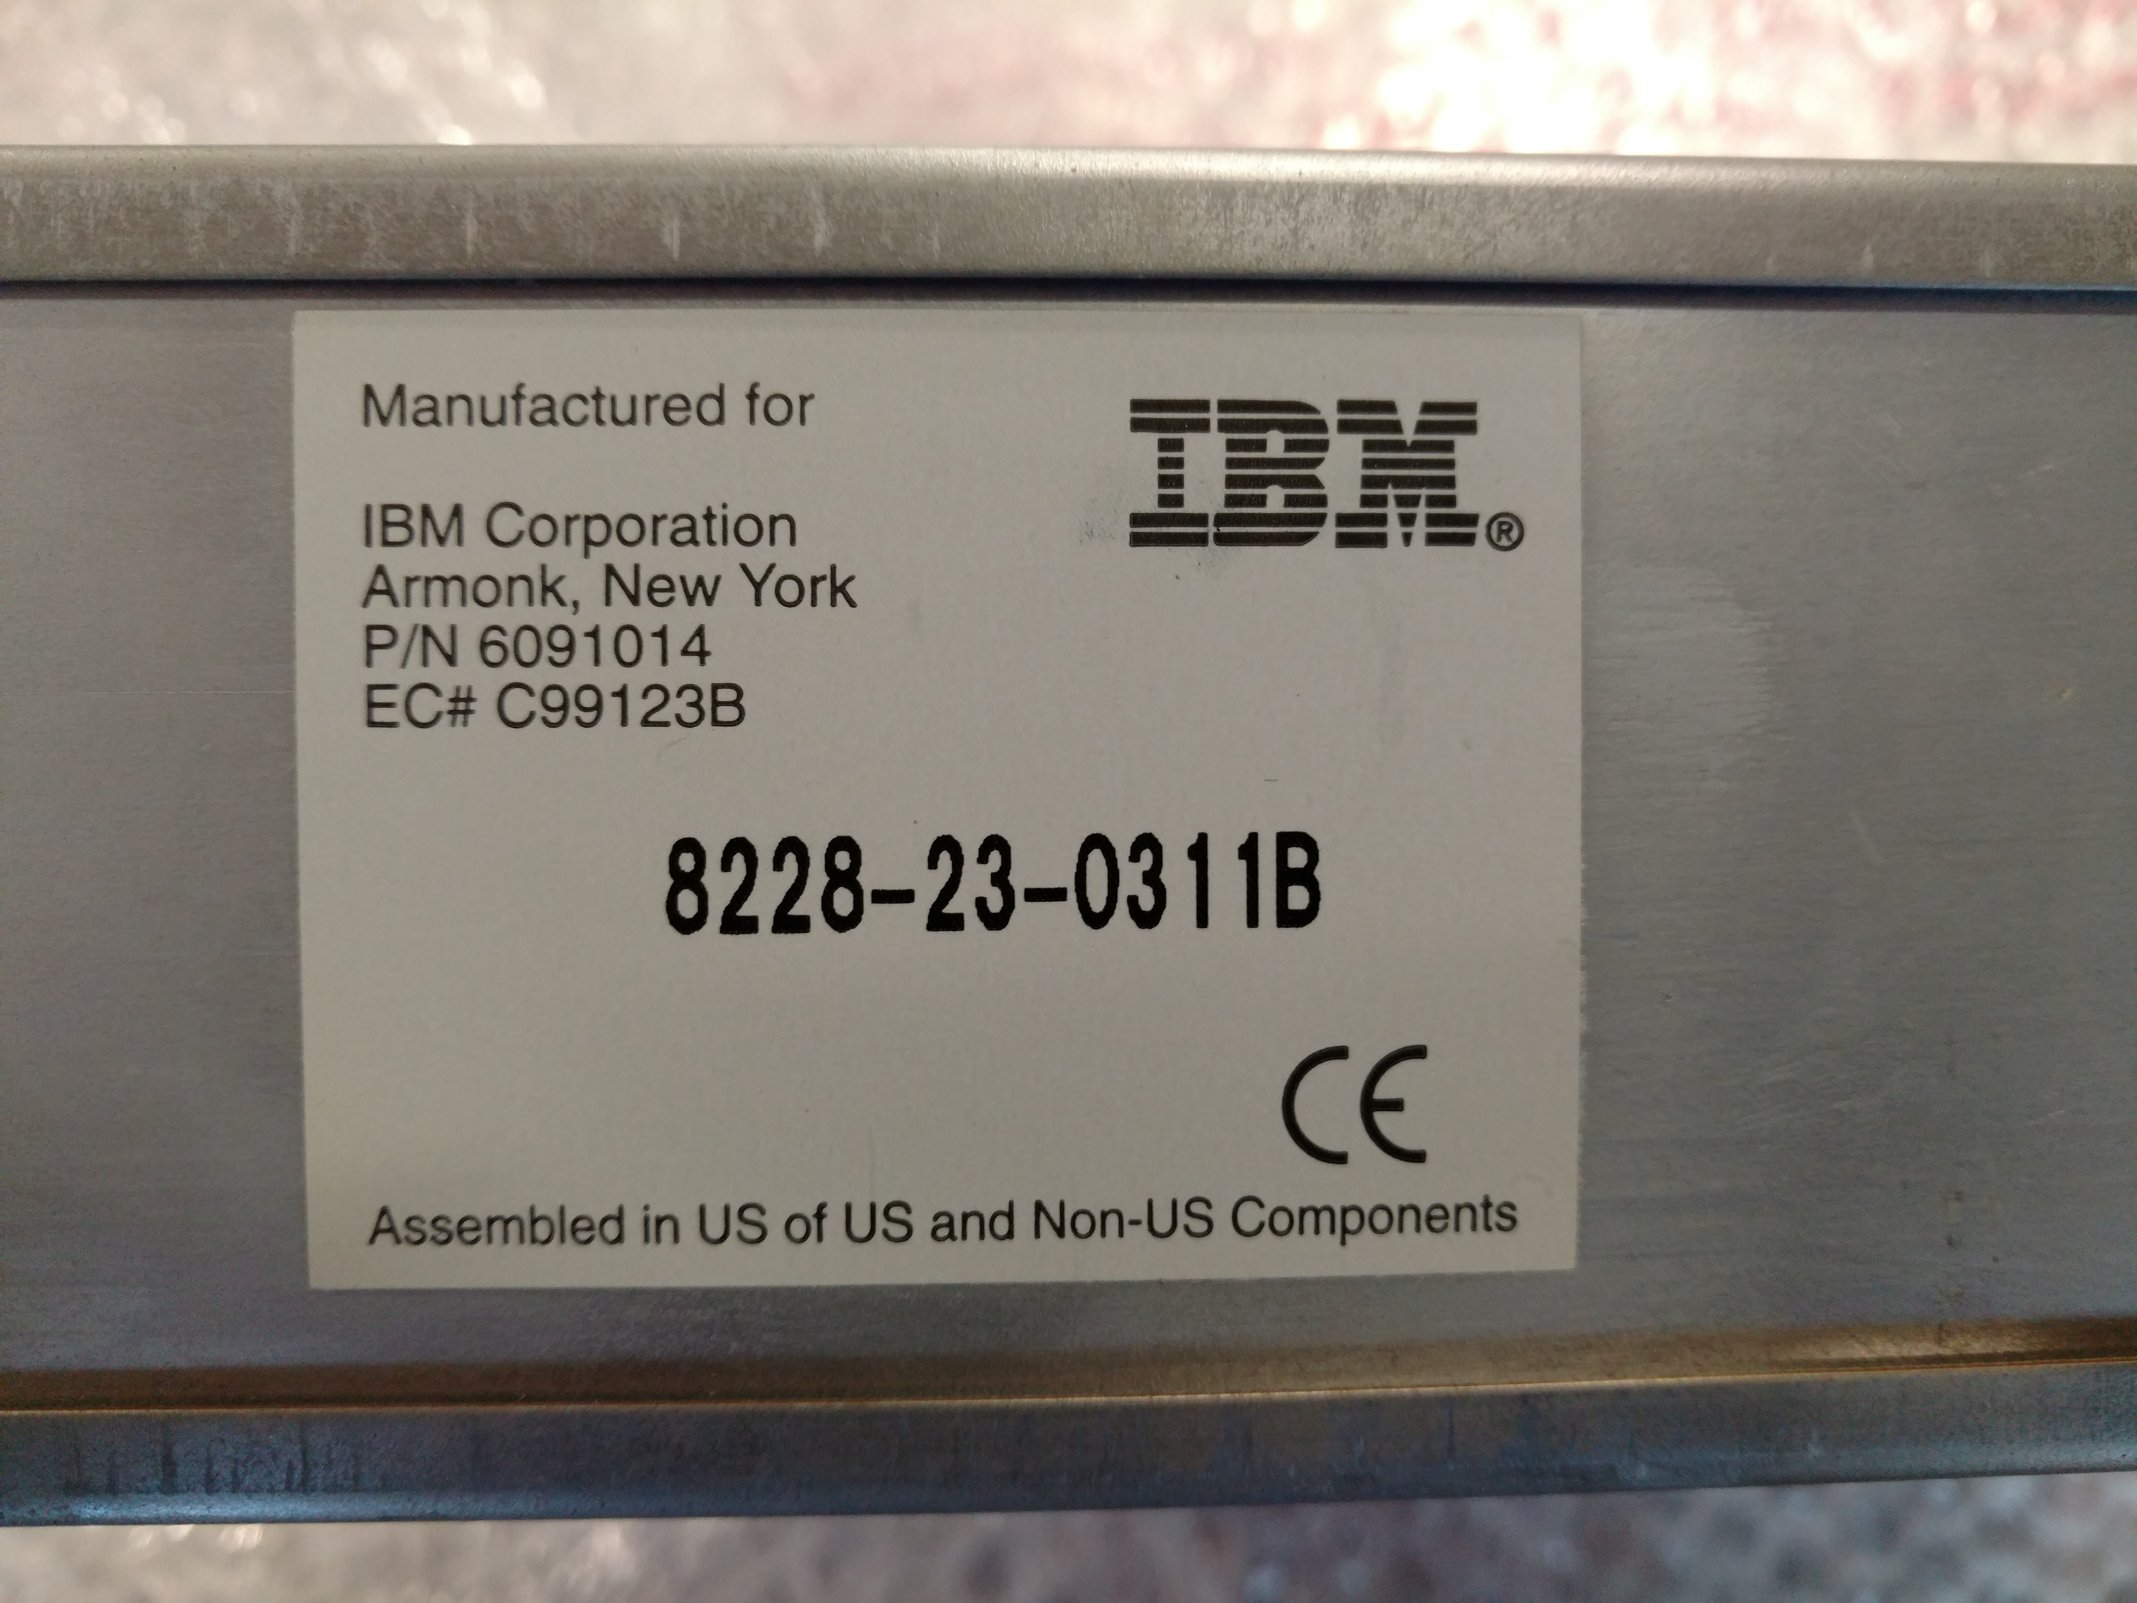 Manufactured for
IBM®
IBM Corporation
Armonk, New York
P/N 6091014
EC# C99123B
8228-23-0311B
CE
Assembled in US of US and Non-US Components